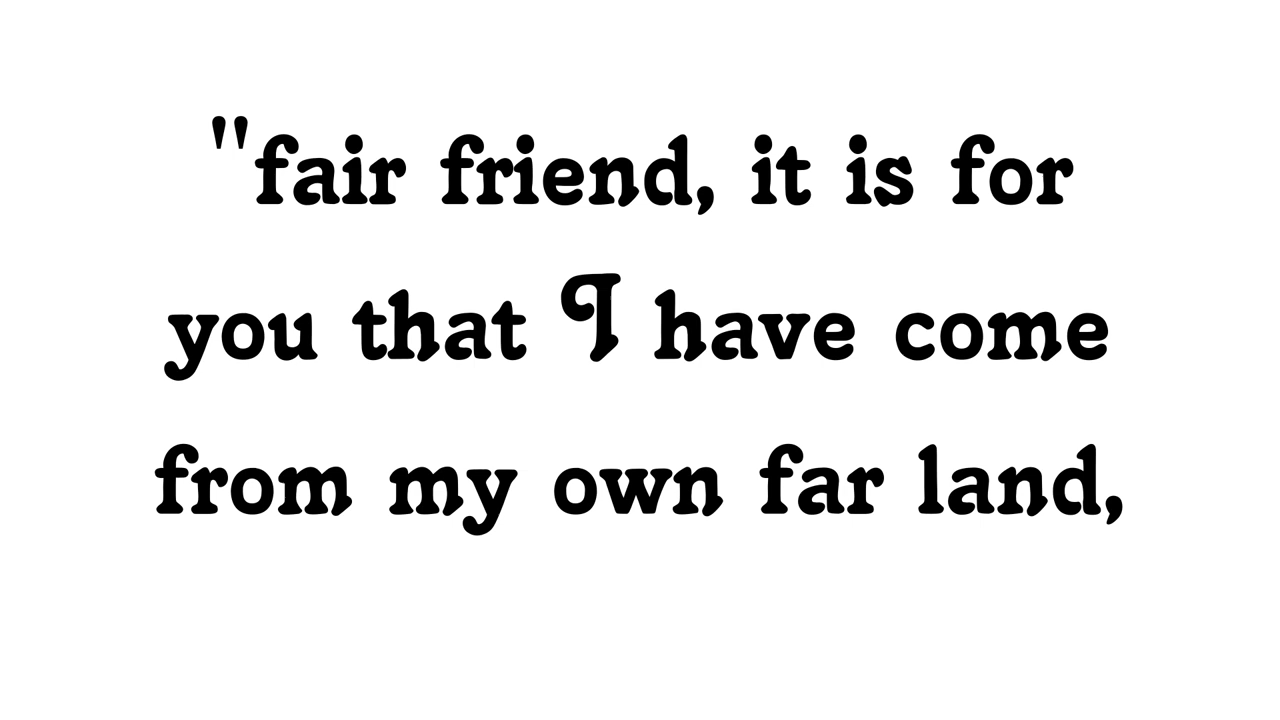 "fair friend, it is for
you that I have come
from my own far land,